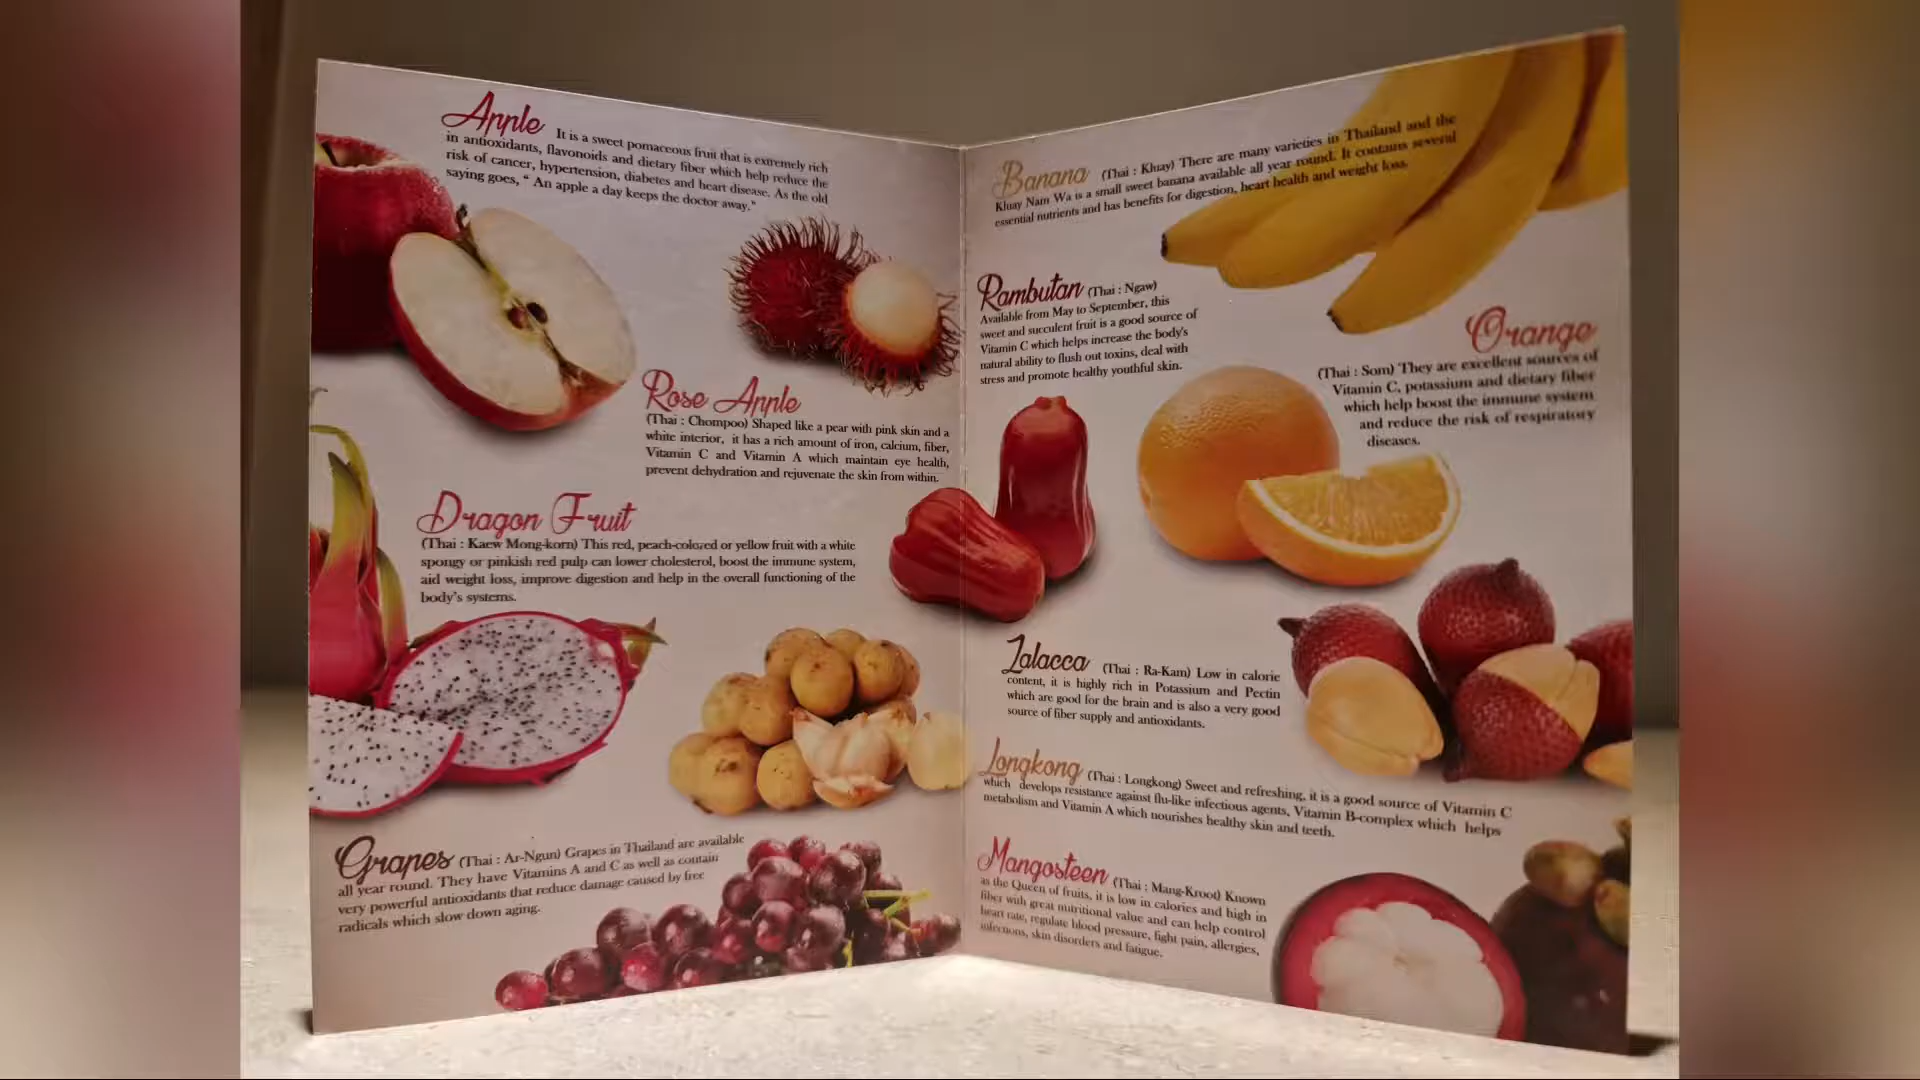 Apple It is a sweet pomaceous fruit that is extremely rich
in antioxidants, flavonoids and dietary fiber which help reduce the
risk of cancer, hypertension, diabetes and heart disease. As the old
saying goes, “ An apple a day keeps the doctor away.”
Rose Apple
(Thai : Chompoo) Shaped like a pear with pink skin and a
white interior, it has a rich amount of iron, calcium, fiber,
Vitamin C and Vitamin A which maintain eye health,
prevent dehydration and rejuvenate the skin from within.
Dragon Fruit
(Thai : Kaew Mong-korn) This red, peach-colored or yellow fruit with a white
spongy or pinkish red pulp can lower cholesterol, boost the immune system,
aid weight loss, improve digestion and help in the overall functioning of the
body's systems.
Grapes (Thai : Ar-Ngun) Grapes in Thailand are available
all year round. They have Vitamins A and C as well as contain
very powerful antioxidants that reduce damage caused by free
radicals which slow down aging.
Banana (Thai : Kluay) There are many varieties in Thailand and the
Kluay Nam Wa is a small sweet banana available all year round. It contains several
essential nutrients and has benefits for digestion, heart health and weight loss.
Rambutan (Thai : Ngaw)
Available from May to September, this
sweet and succulent fruit is a good source of
Vitamin C which helps increase the body's
natural ability to flush out toxins, deal with
stress and promote healthy youthful skin.
Orange
(Thai : Som) They are excellent sources of
Vitamin C, potassium and dietary fiber
which help boost the immune system
and reduce the risk of respiratory
diseases.
Zalacca (Thai : Ra-Kam) Low in calorie
content, it is highly rich in Potassium and Pectin
which are good for the brain and is also a very good
source of fiber supply and antioxidants.
Longkong (Thai : Longkong) Sweet and refreshing, it is a good source of Vitamin C
which develops resistance against flu-like infectious agents, Vitamin B-complex which helps
metabolism and Vitamin A which nourishes healthy skin and teeth.
Mangosteen (Thai : Mang-Kroot) Known
as the Queen of fruits, it is low in calories and high in
fiber with great nutritional value and can help control
heart rate, regulate blood pressure, fight pain, allergies,
infections, skin disorders and fatigue.